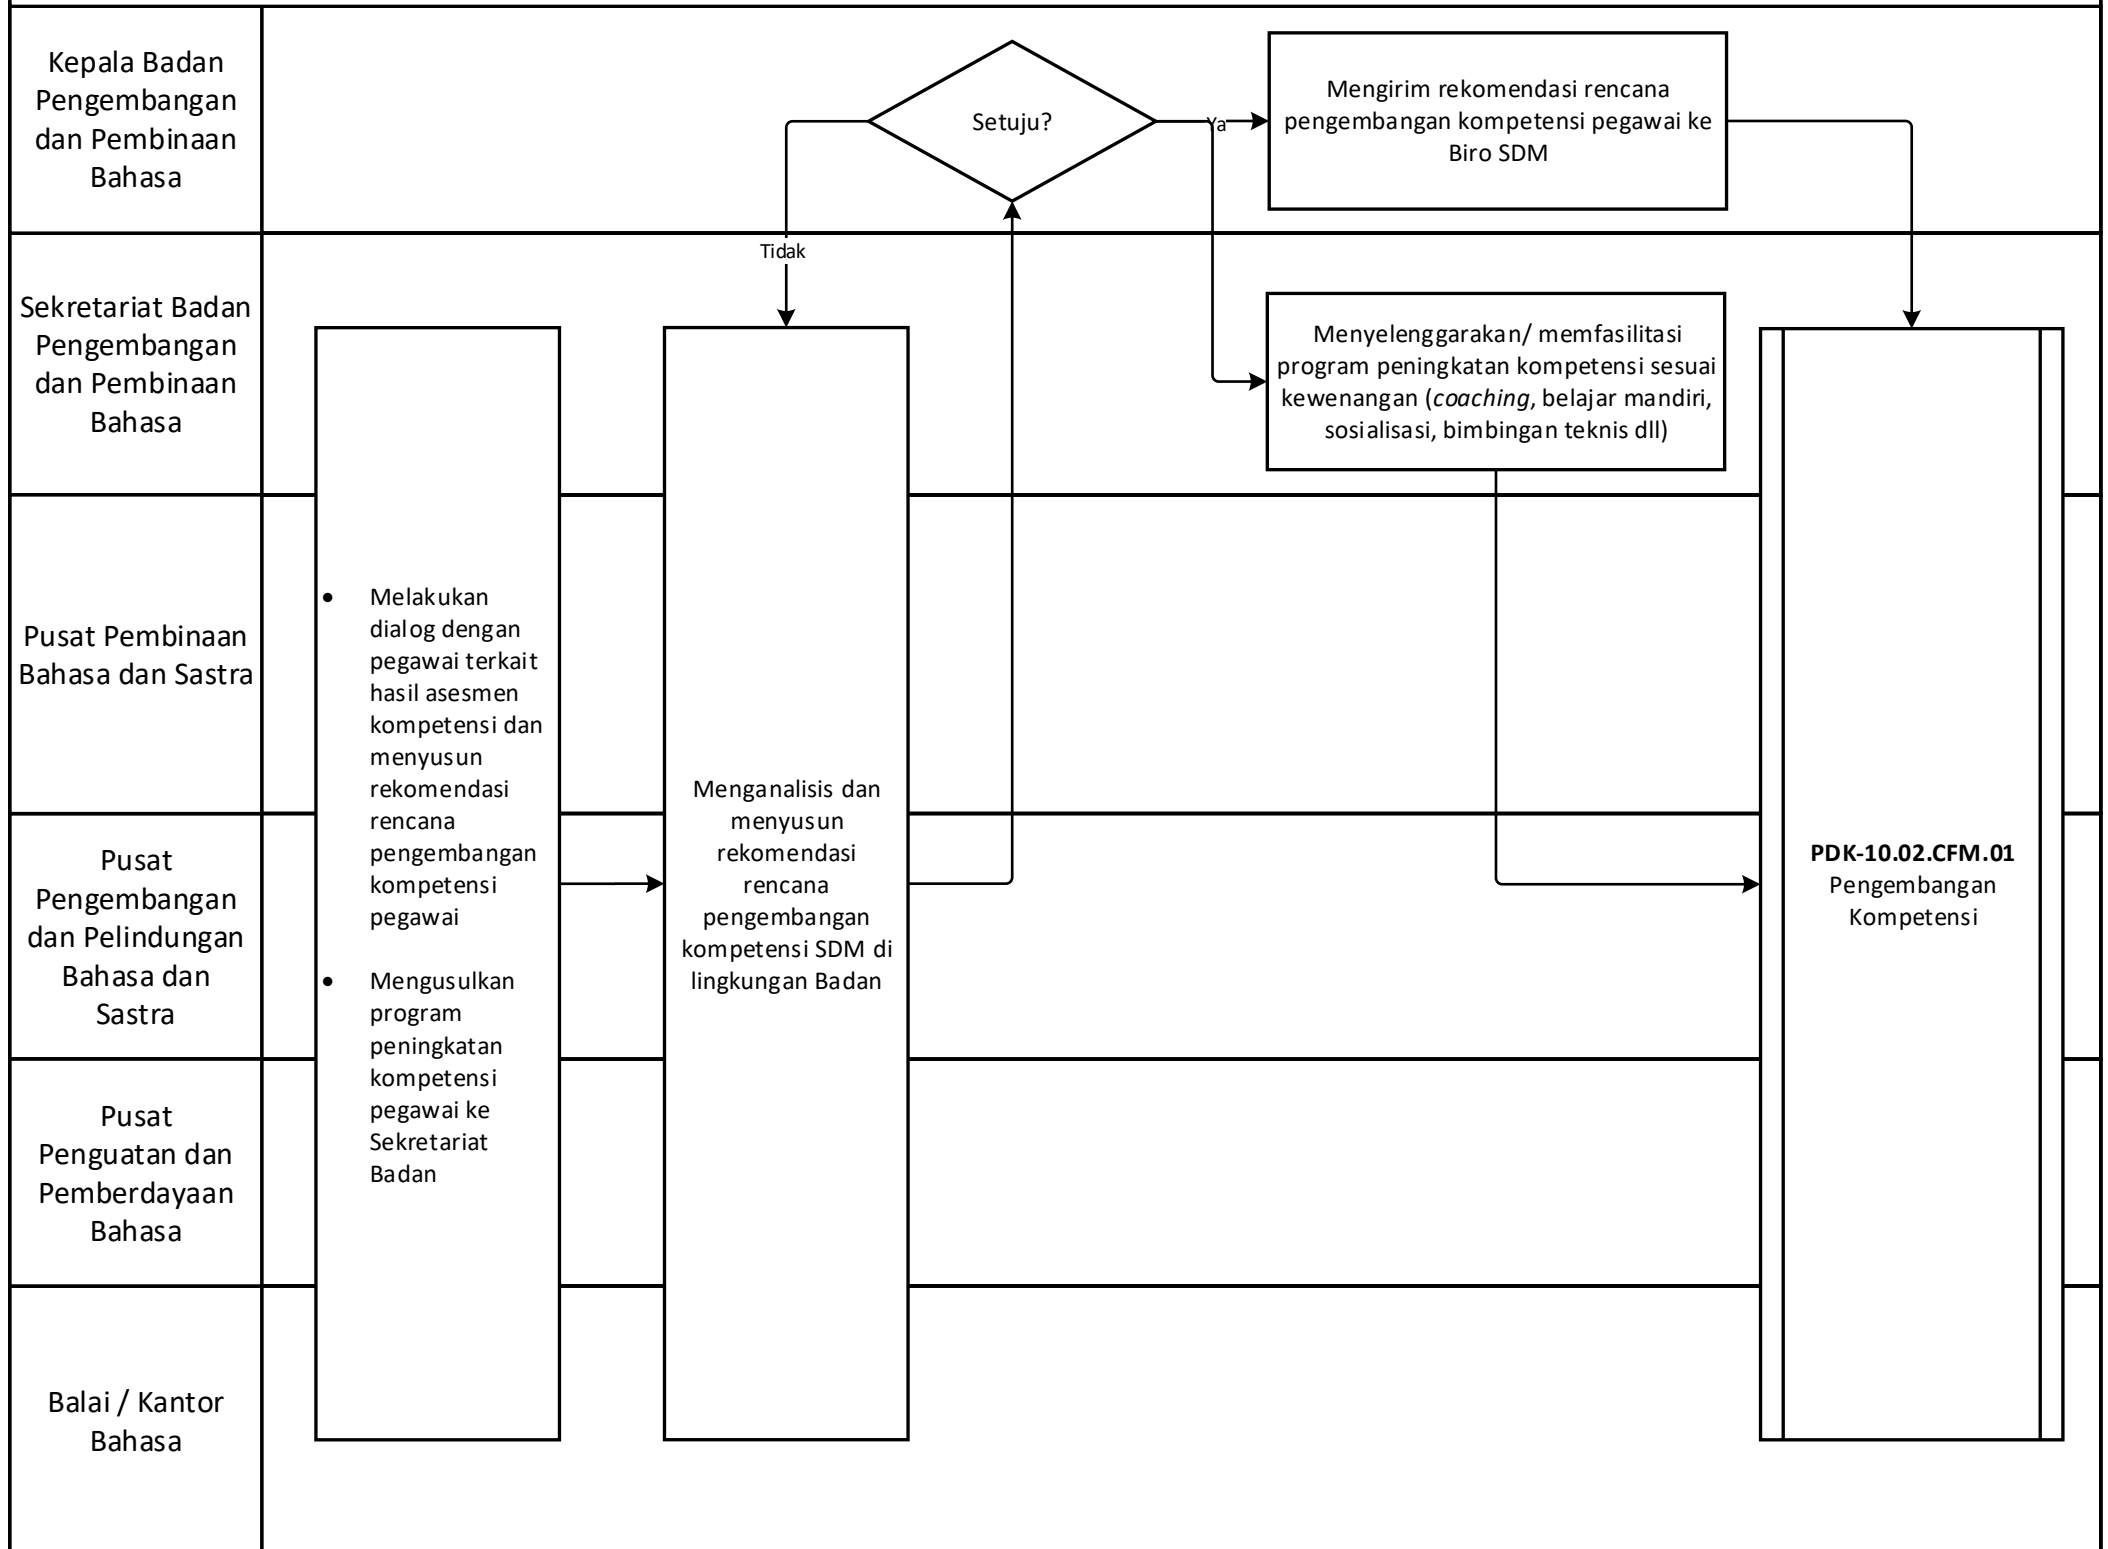 Kepala Badan
Pengembangan
dan Pembinaan
Bahasa
Setuju?
Ya
Mengirim rekomendasi rencana
pengembangan kompetensi pegawai ke
Biro SDM
Tidak
Sekretariat Badan
Pengembangan
dan Pembinaan
Bahasa
Menyelenggarakan/ memfasilitasi
program peningkatan kompetensi sesuai
kewenangan (coaching, belajar mandiri,
sosialisasi, bimbingan teknis dll)
Pusat Pembinaan
Bahasa dan Sastra
Pusat
Pengembangan
dan Pelindungan
Bahasa dan
Sastra
Pusat
Penguatan dan
Pemberdayaan
Bahasa
Balai / Kantor
Bahasa
• Melakukan
dialog dengan
pegawai terkait
hasil asesmen
kompetensi dan
menyusun
rekomendasi
rencana
pengembangan
kompetensi
pegawai
• Mengusulkan
program
peningkatan
kompetensi
pegawai ke
Sekretariat
Badan
Menganalisis dan
menyusun
rekomendasi
rencana
pengembangan
kompetensi SDM di
lingkungan Badan
PDK-10.02.CFM.01
Pengembangan
Kompetensi